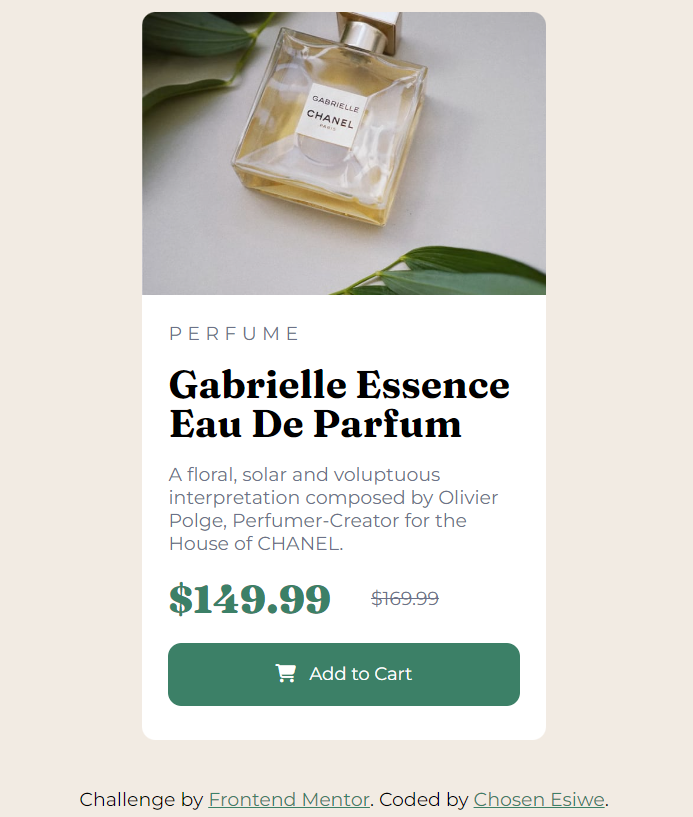 GABRIELLE
CHANEL
PARIS
PERFUME
Gabrielle Essence
Eau De Parfum
A floral, solar and voluptuous
interpretation composed by Olivier
Polge, Perfumer-Creator for the
House of CHANEL.
$149.99 $169.99
Add to Cart
Challenge by Frontend Mentor. Coded by Chosen Esiwe.